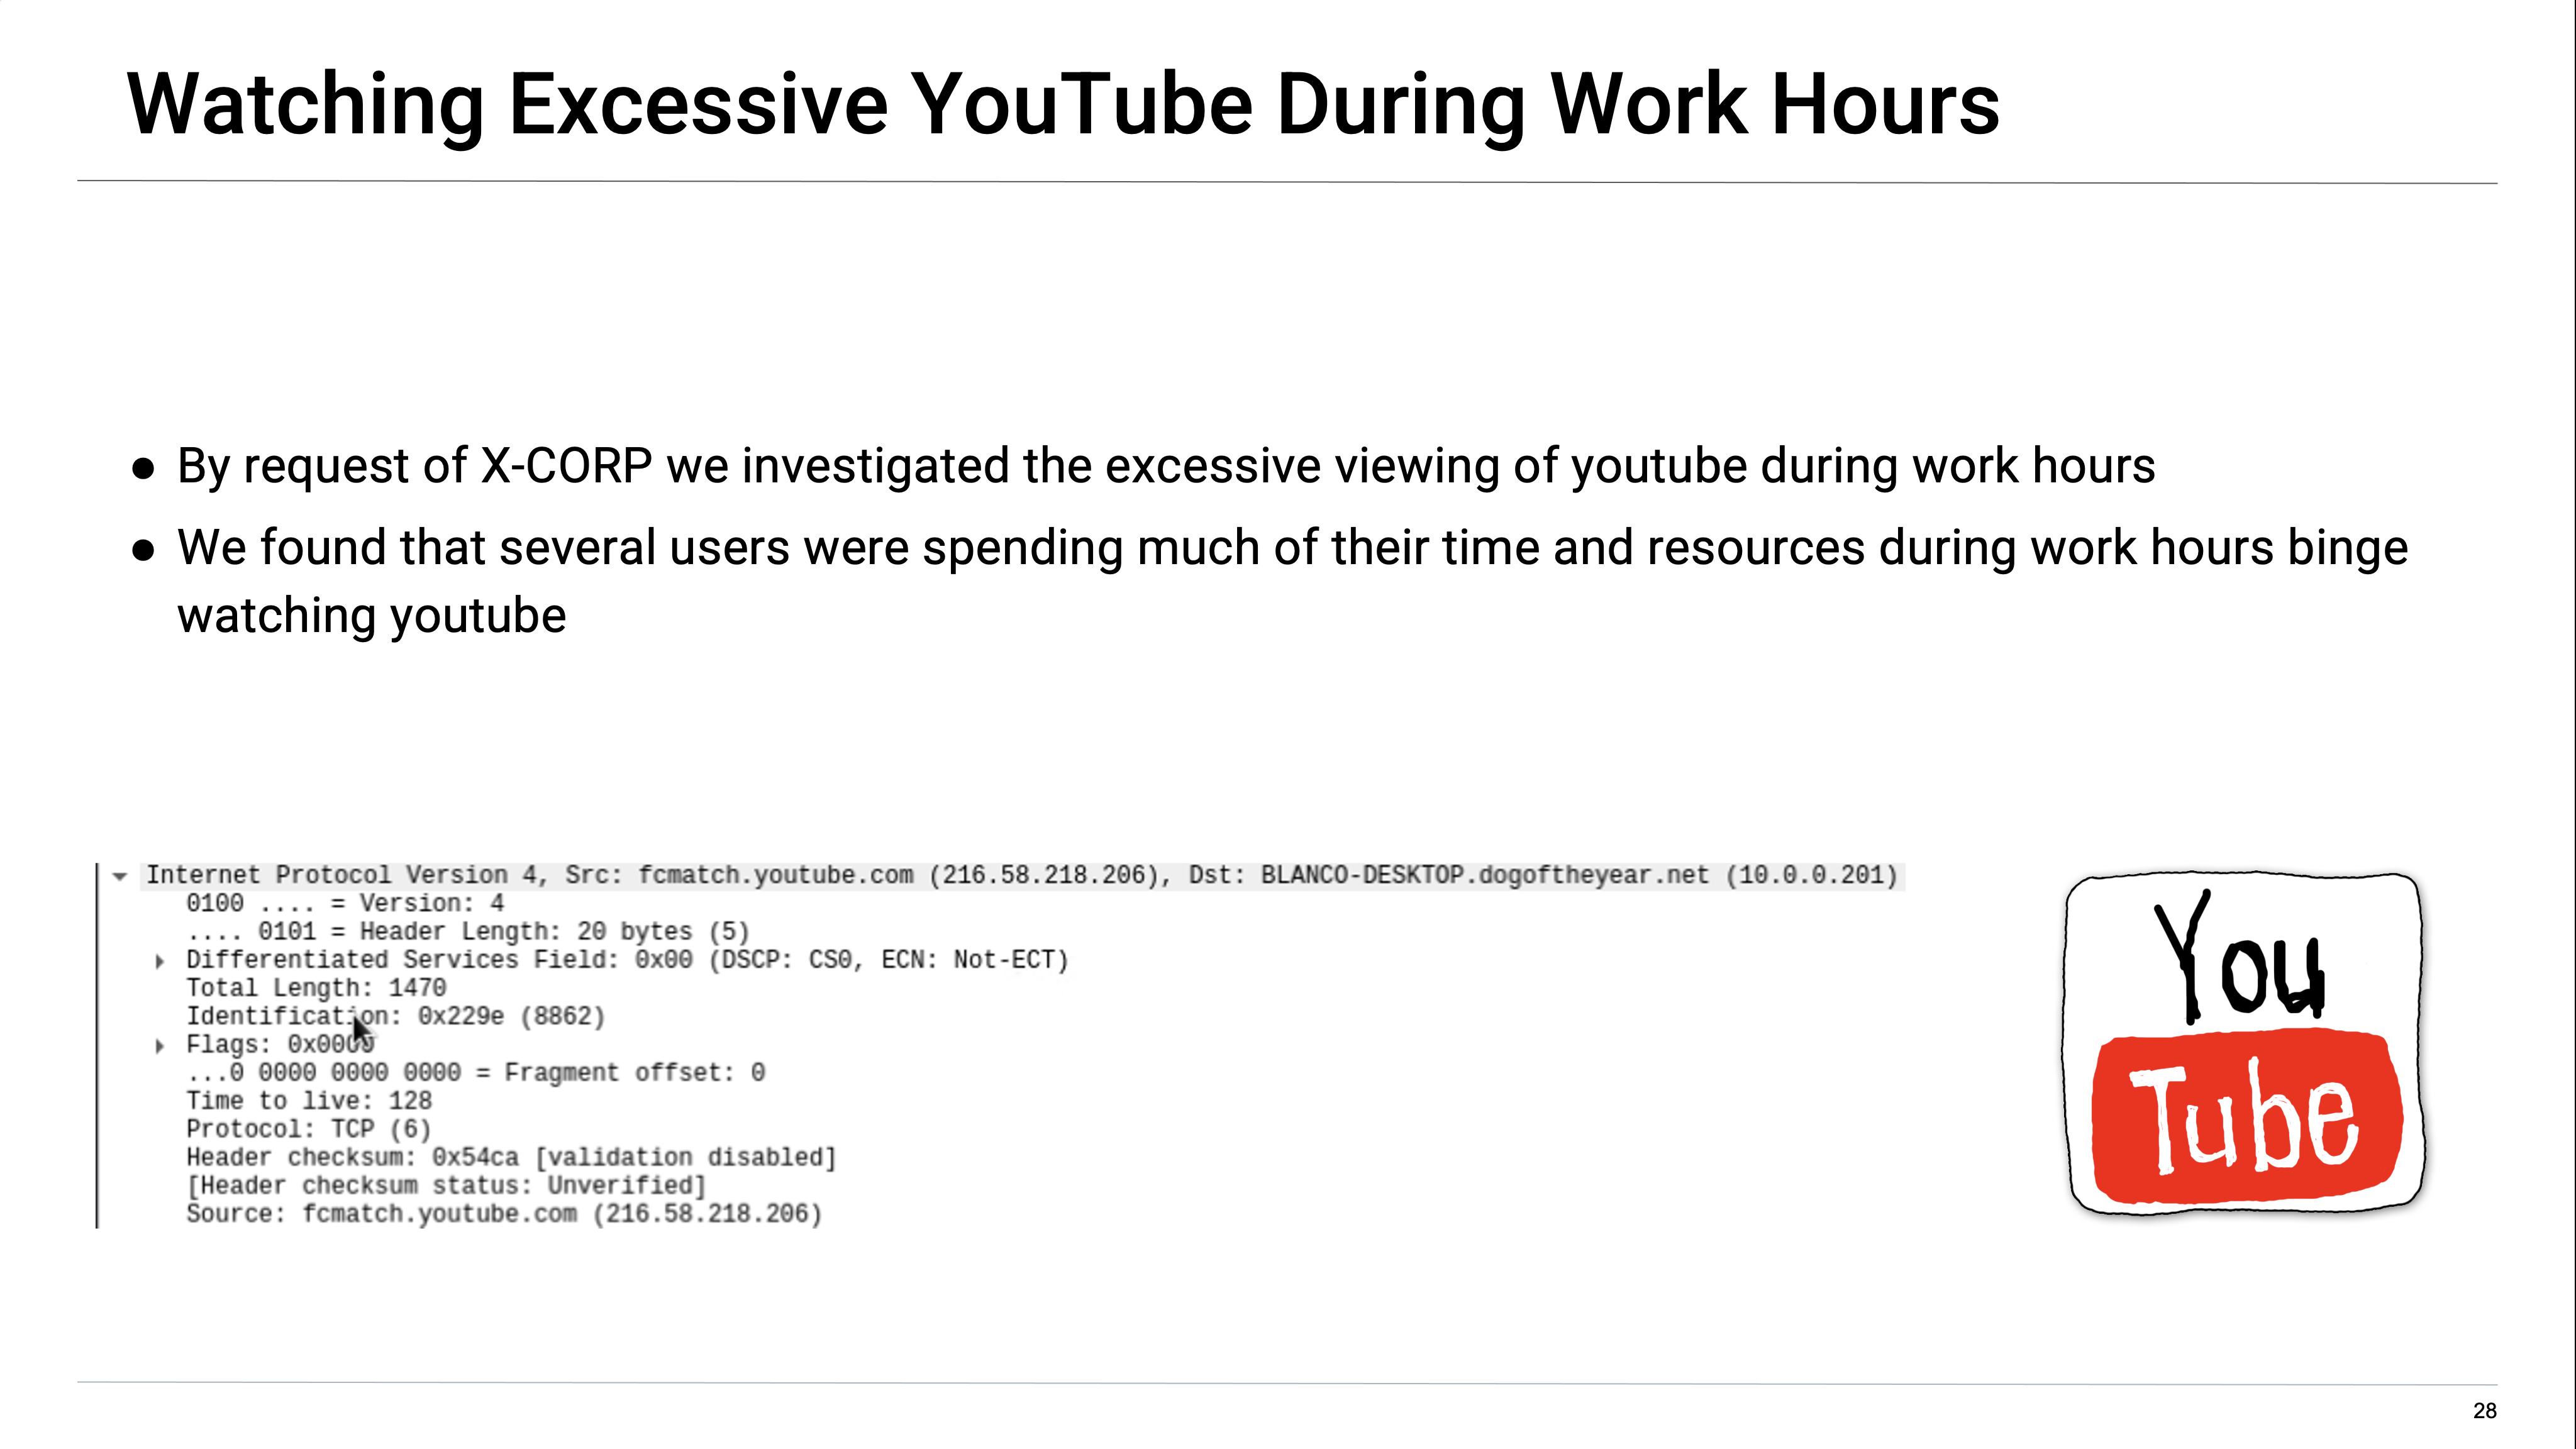 Watching Excessive YouTube During Work Hours
● By request of X-CORP we investigated the excessive viewing of youtube during work hours
● We found that several users were spending much of their time and resources during work hours binge
watching youtube
Internet Protocol Version 4, Src: fcmatch.youtube.com (216.58.218.206), Dst: BLANCO-DESKTOP.dogoftheyear.net (10.0.0.201)
0100 .... = Version: 4
.... 0101 = Header Length: 20 bytes (5)
Differentiated Services Field: 0x00 (DSCP: CS0, ECN: Not-ECT)
Total Length: 1470
Identification: 0x229e (8862)
Flags: 0x0000
...0 0000 0000 0000 = Fragment offset: 0
Time to live: 128
Protocol: TCP (6)
Header checksum: 0x54ca [validation disabled]
[Header checksum status: Unverified]
Source: fcmatch.youtube.com (216.58.218.206)
You
Tube
28